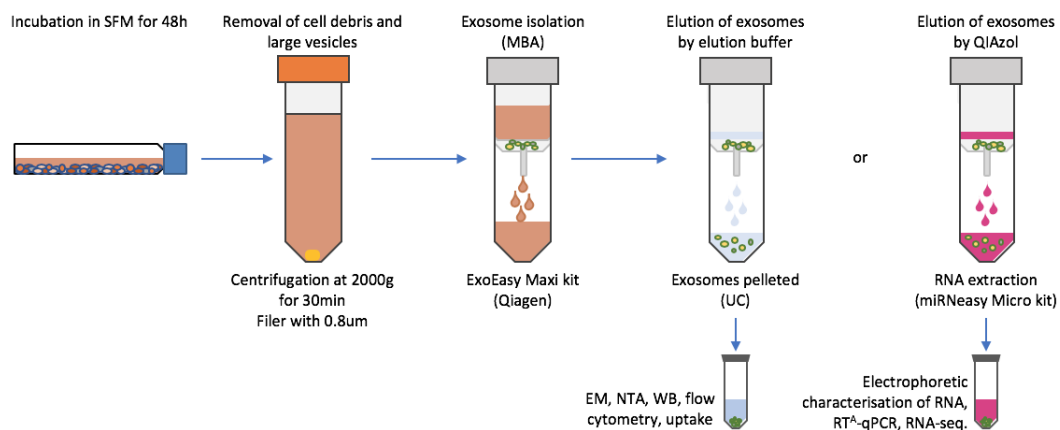 Incubation in SFM for 48h
Removal of cell debris and
large vesicles
Exosome isolation
(MBA)
Elution of exosomes
by elution buffer
Elution of exosomes
by QIAzol
or
Centrifugation at 2000g
for 30min
Filer with 0.8um
ExoEasy Maxi kit
(Qiagen)
Exosomes pelleted
(UC)
RNA extraction
(miRNeasy Micro kit)
EM, NTA, WB, flow
cytometry, uptake
Electrophoretic
characterisation of RNA,
RTᴬ-qPCR, RNA-seq.